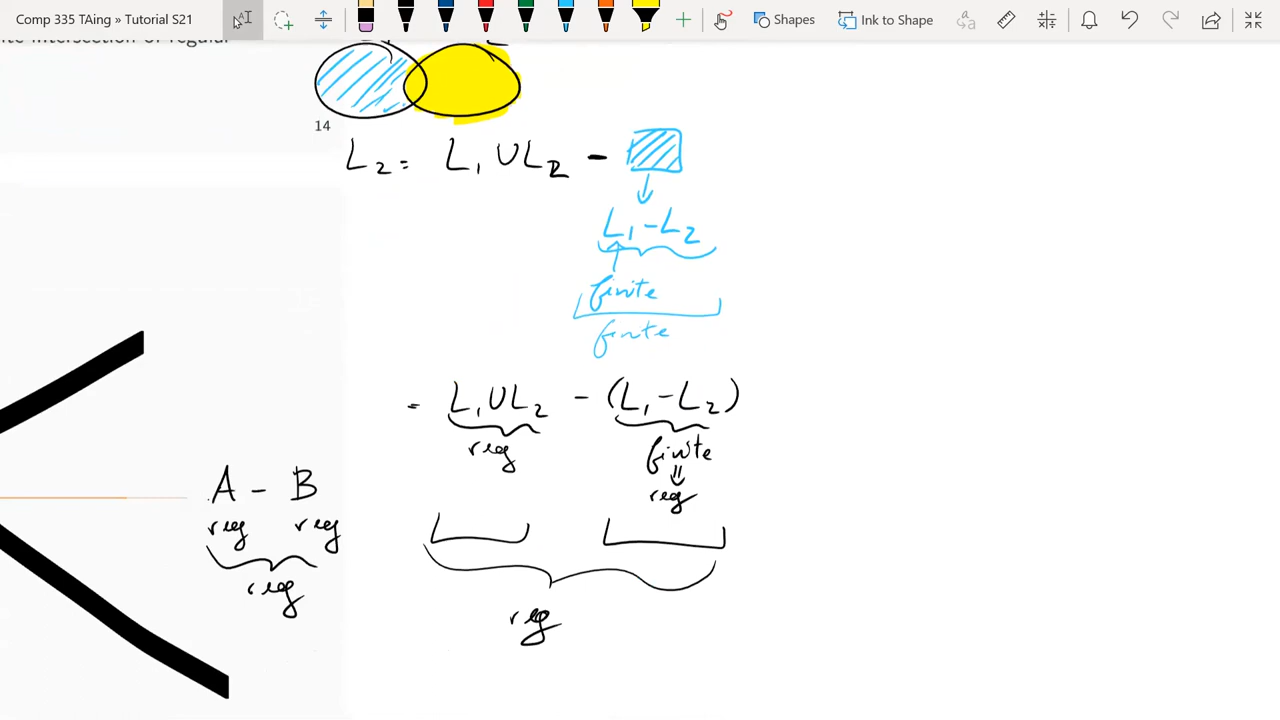 Comp 335 TAing » Tutorial S21
Shapes
Ink to Shape
14
L₂ = L₁ ∪ L₂ -
L₁ - L₂
finite
finite
= L₁ ∪ L₂ - (L₁ - L₂)
reg finite
⇓
reg
A - B
reg reg
reg
reg